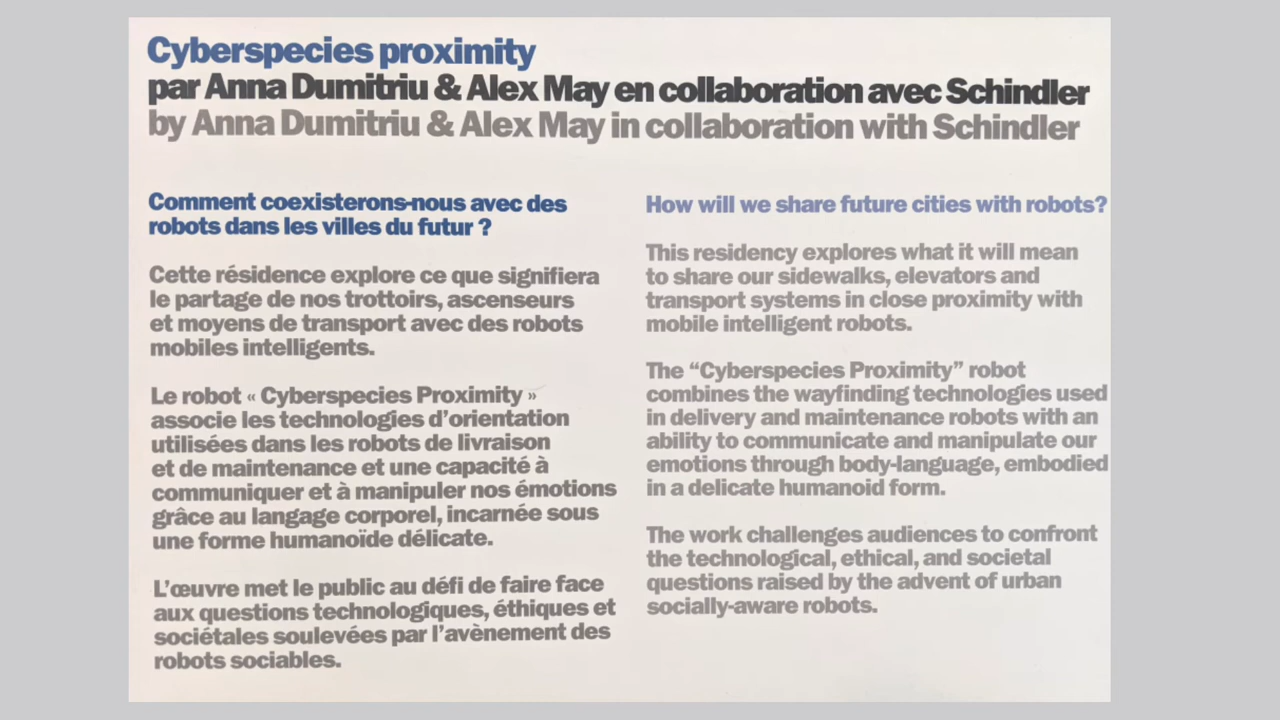 Cyberspecies proximity
par Anna Dumitriu & Alex May en collaboration avec Schindler
by Anna Dumitriu & Alex May in collaboration with Schindler
Comment coexisterons-nous avec des
robots dans les villes du futur ?
Cette résidence explore ce que signifiera
le partage de nos trottoirs, ascenseurs
et moyens de transport avec des robots
mobiles intelligents.
Le robot « Cyberspecies Proximity »
associe les technologies d’orientation
utilisées dans les robots de livraison
et de maintenance et une capacité à
communiquer et à manipuler nos émotions
grâce au langage corporel, incarnée sous
une forme humanoïde délicate.
L’œuvre met le public au défi de faire face
aux questions technologiques, éthiques et
sociétales soulevées par l’avènement des
robots sociables.
How will we share future cities with robots?
This residency explores what it will mean
to share our sidewalks, elevators and
transport systems in close proximity with
mobile intelligent robots.
The “Cyberspecies Proximity” robot
combines the wayfinding technologies used
in delivery and maintenance robots with an
ability to communicate and manipulate our
emotions through body-language, embodied
in a delicate humanoid form.
The work challenges audiences to confront
the technological, ethical, and societal
questions raised by the advent of urban
socially-aware robots.